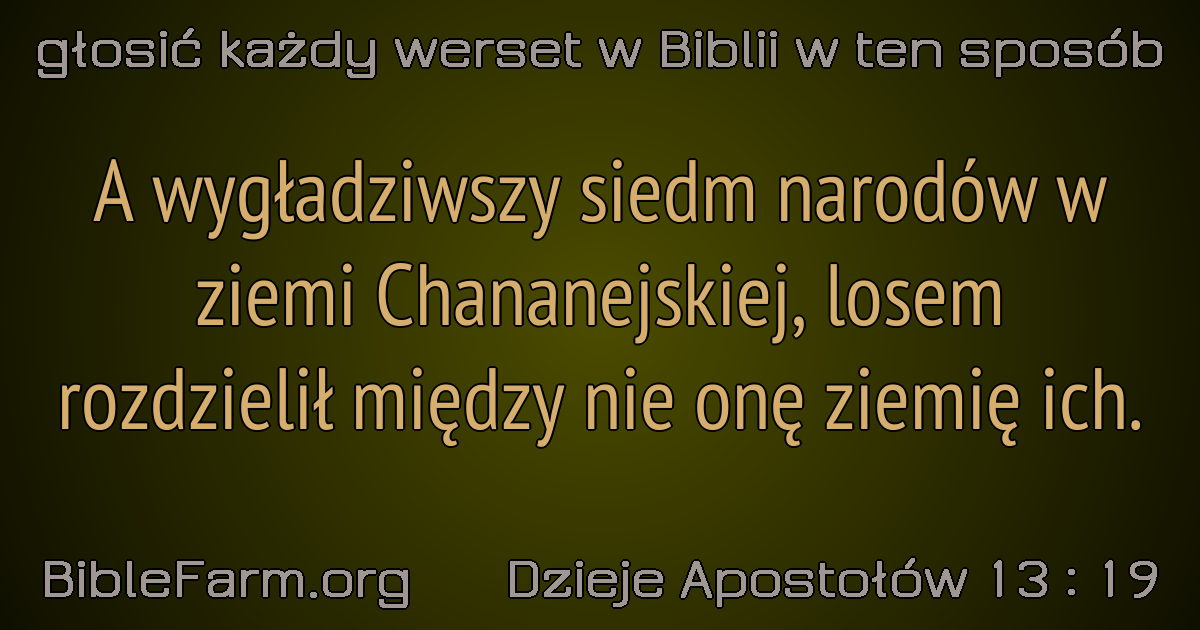 głosić każdy werset w Biblii w ten sposób
A wygładziwszy siedm narodów w
ziemi Chananejskiej, losem
rozdzielił między nie onę ziemię ich.
BibleFarm.org Dzieje Apostołów 13 : 19